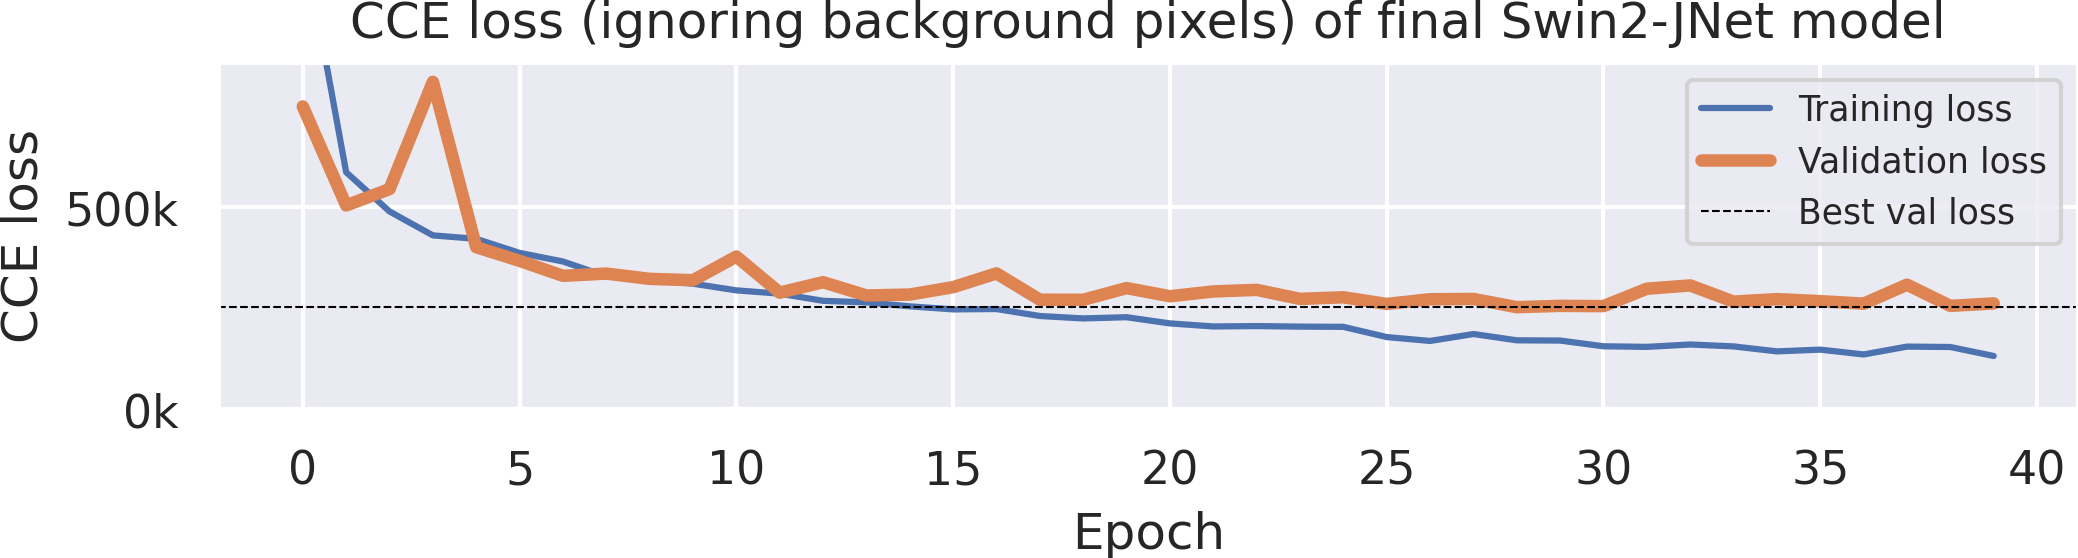 CCE loss (ignoring background pixels) of final Swin2-JNet model
CCE loss
500k
0k
Training loss
Validation loss
Best val loss
0 5 10 15 20 25 30 35 40
Epoch